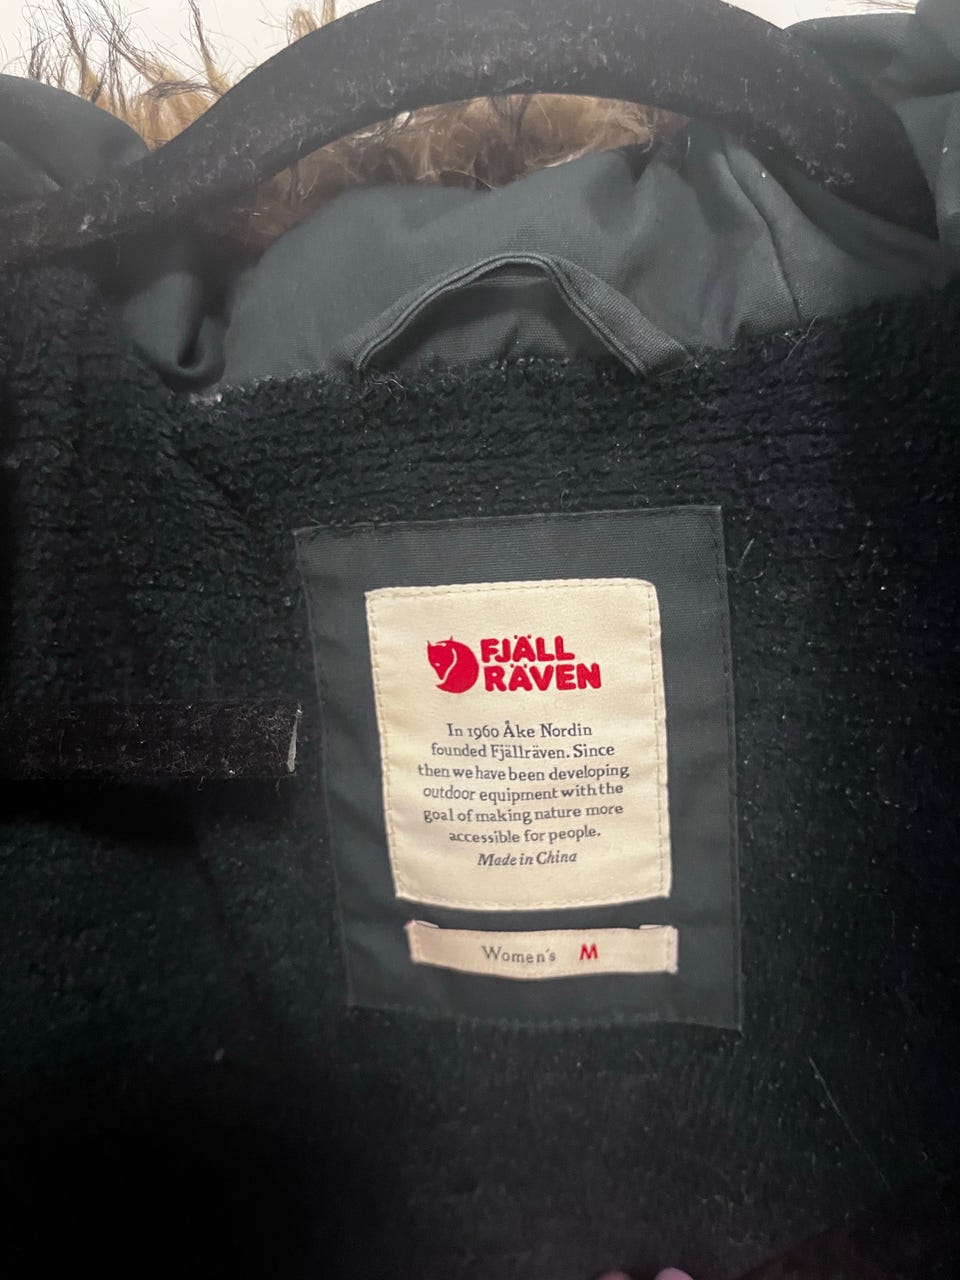 FJÄLL
RÄVEN
In 1960 Åke Nordin
founded Fjällräven. Since
then we have been developing
outdoor equipment with the
goal of making nature more
accessible for people.
Made in China
Women's M